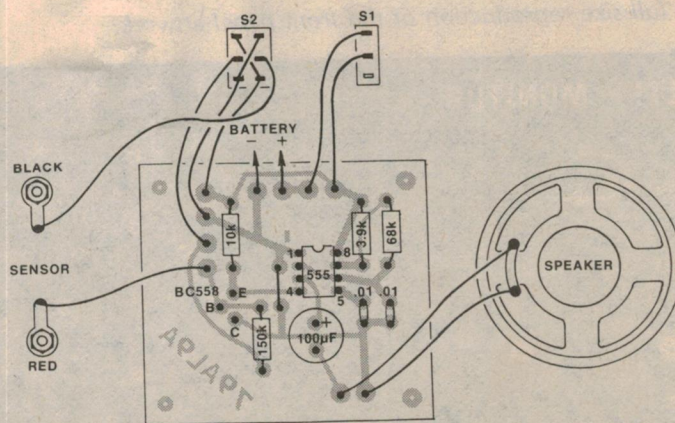 S2
S1
BATTERY
- +
BLACK
SENSOR
RED
10k
3.9k
68k
1
8
555
4
5
.01 .01
BC558
E
B
C
150k
+
100µF
79AL9A
SPEAKER